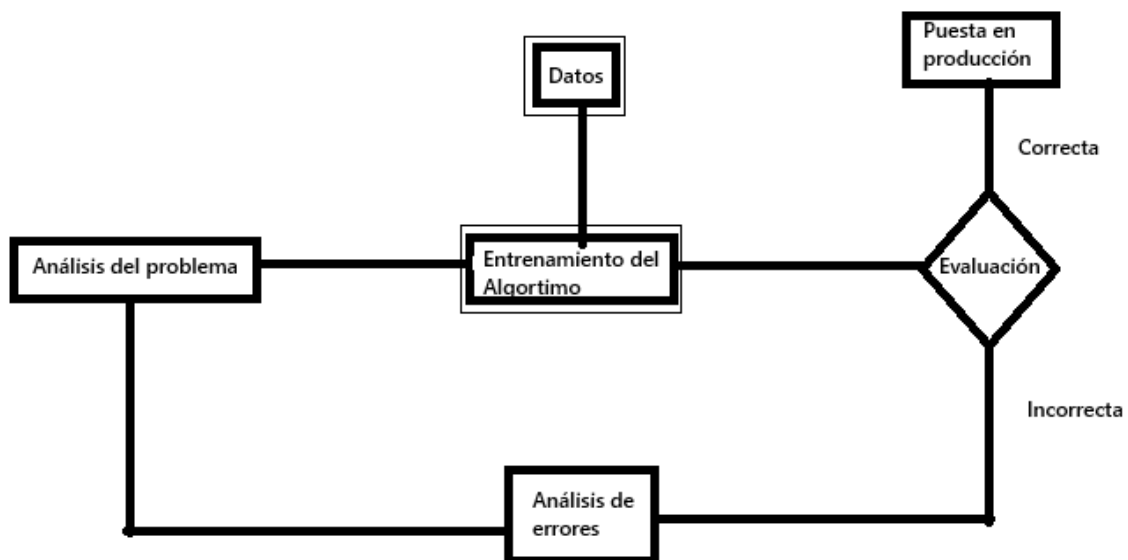 Puesta en
producción
Datos
Correcta
Análisis del problema
Entrenamiento del
Algortimo
Evaluación
Incorrecta
Análisis de
errores